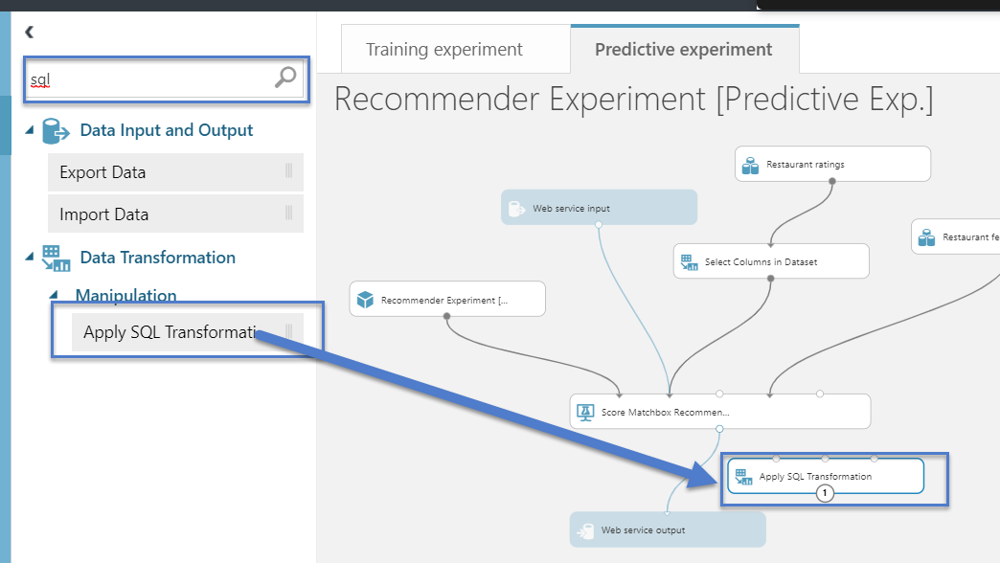 sql
Data Input and Output
Export Data
Import Data
Data Transformation
Manipulation
Apply SQL Transformati
Training experiment
Predictive experiment
Recommender Experiment [Predictive Exp.]
Restaurant ratings
Web service input
Restaurant fe
Select Columns in Dataset
Recommender Experiment [...
Score Matchbox Recommen...
Apply SQL Transformation
1
Web service output